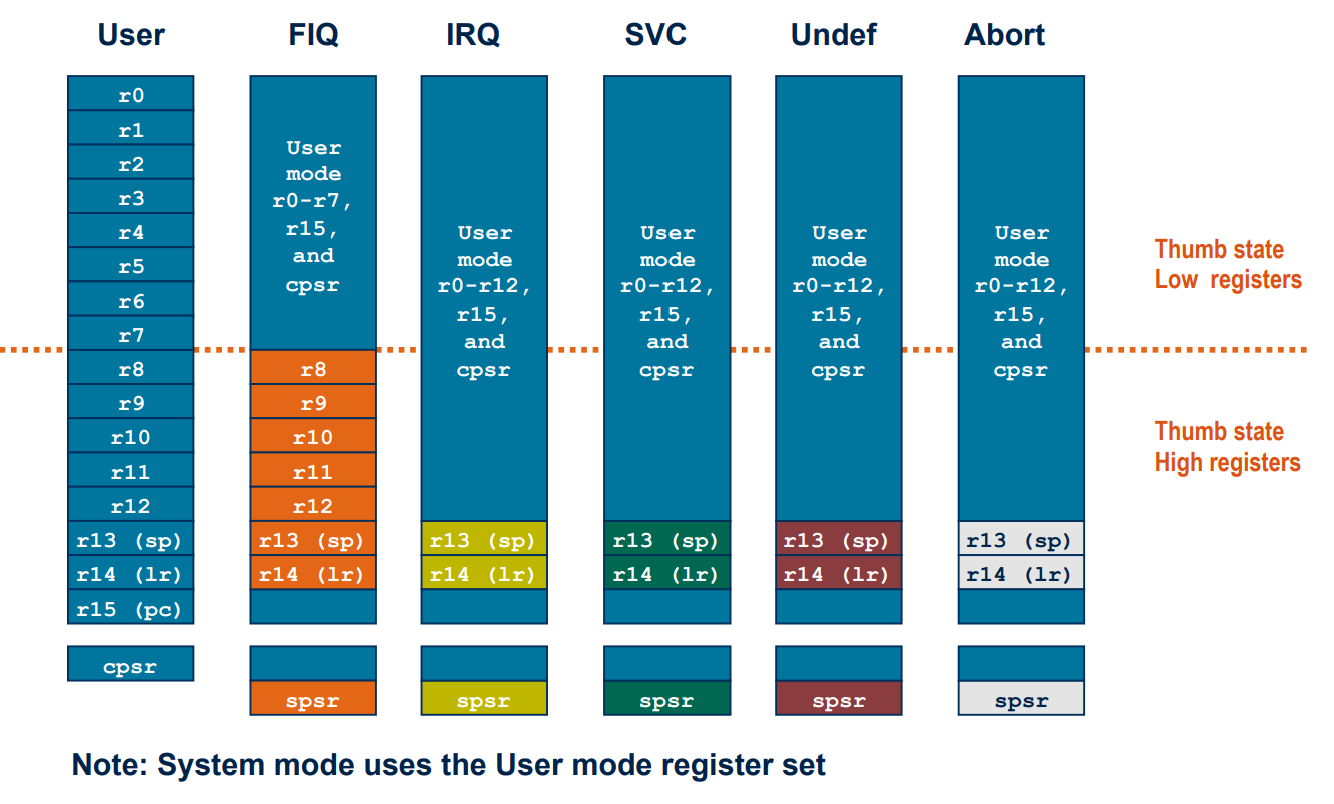 User
FIQ
IRQ
SVC
Undef
Abort
r0
r1
r2
r3
r4
r5
r6
r7
r8
r9
r10
r11
r12
r13 (sp)
r14 (lr)
r15 (pc)
cpsr
User
mode
r0-r7,
r15,
and
cpsr
r8
r9
r10
r11
r12
r13 (sp)
r14 (lr)
spsr
User
mode
r0-r12,
r15,
and
cpsr
r13 (sp)
r14 (lr)
spsr
User
mode
r0-r12,
r15,
and
cpsr
r13 (sp)
r14 (lr)
spsr
User
mode
r0-r12,
r15,
and
cpsr
r13 (sp)
r14 (lr)
spsr
User
mode
r0-r12,
r15,
and
cpsr
r13 (sp)
r14 (lr)
spsr
Thumb state
Low registers
Thumb state
High registers
Note: System mode uses the User mode register set